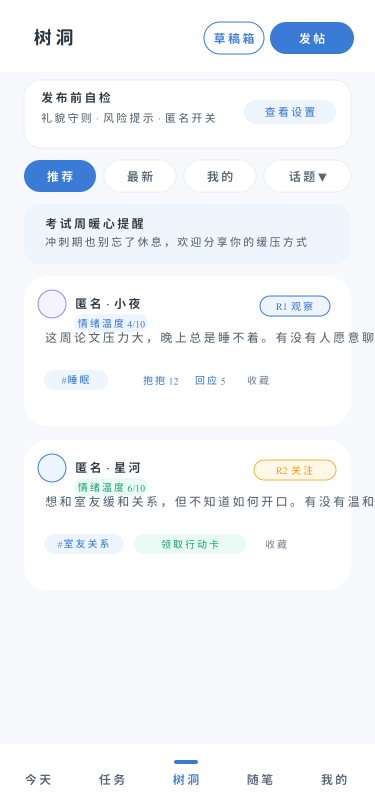 树洞
草稿箱
发帖
发布前自检
礼貌守则 · 风险提示 · 匿名开关
查看设置
推荐
最新
我的
话题▼
考试周暖心提醒
冲刺期也别忘了休息，欢迎分享你的缓压方式
匿名 · 小夜
R1 观察
情绪温度 4/10
这周论文压力大，晚上总是睡不着。有没有人愿意聊
#睡眠
抱抱 12
回应 5
收藏
匿名 · 星河
R2 关注
情绪温度 6/10
想和室友缓和关系，但不知道如何开口。有没有温和
#室友关系
领取行动卡
收藏
今天
任务
树洞
随笔
我的